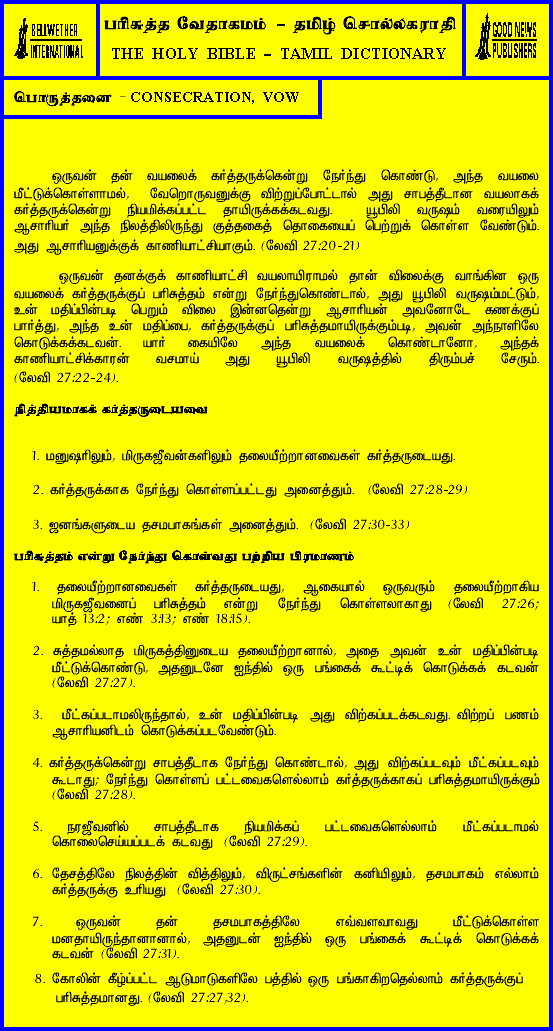 BELLWETHER
INTERNATIONAL
பரிசுத்த வேதாகமம் – தமிழ் சொல்லகராதி
THE HOLY BIBLE – TAMIL DICTIONARY
GOOD NEWS
PUBLISHERS
பொருத்தனை – CONSECRATION, VOW
ஒருவன் தன் வயலைக் கர்த்தருக்கென்று நேர்ந்து கொண்டு, அந்த வயலை
மீட்டுக்கொள்ளாமல், வேறொருவனுக்கு விற்றுப்போட்டால் அது சாபத்தீடான வயலாகக்
கர்த்தருக்கென்று நியமிக்கப்பட்ட தாயிருக்கக்கடவது. யூபிலி வருஷம் வரையிலும்
ஆசாரியர் அந்த நிலத்திலிருந்து குத்தகைத் தொகையைப் பெற்றுக் கொள்ள வேண்டும்.
அது ஆசாரியனுக்குக் காணியாட்சியாகும். (லேவி 27:20-21)
ஒருவன் தனக்குக் காணியாட்சி வயலாயிராமல் தான் விலைக்கு வாங்கின ஒரு
வயலைக் கர்த்தருக்குப் பரிசுத்தம் என்று நேர்ந்துகொண்டால், அது யூபிலி வருஷம்மட்டும்,
உன் மதிப்பின்படி பெறும் விலை இன்னதென்று ஆசாரியன் அவனோடே கணக்குப்
பார்த்து, அந்த உன் மதிப்பை, கர்த்தருக்குப் பரிசுத்தமாயிருக்கும்படி, அவன் அந்நாளிலே
கொடுக்கக்கடவன். யார் கையிலே அந்த வயலைக் கொண்டானோ, அந்தக்
காணியாட்சிக்காரன் வசமாய் அது யூபிலி வருஷத்தில் திரும்பச் சேரும்.
(லேவி 27:22-24).
நித்தியமாகக் கர்த்தருடையவை
1. மனுஷரிலும், மிருகஜீவன்களிலும் தலையீற்றானவைகள் கர்த்தருடையது.
2. கர்த்தருக்காக நேர்ந்து கொள்ளப்பட்டது அனைத்தும். (லேவி 27:28-29)
3. ஜனங்களுடைய தசமபாகங்கள் அனைத்தும். (லேவி 27:30-33)
பரிசுத்தம் என்று நேர்ந்து கொள்வது பற்றிய பிரமாணம்
1. தலையீற்றானவைகள் கர்த்தருடையது, ஆகையால் ஒருவரும் தலையீற்றாகிய
மிருகஜீவனைப் பரிசுத்தம் என்று நேர்ந்து கொள்ளலாகாது (லேவி 27:26;
யாத் 13:2; எண் 3:13; எண் 18:15).
2. சுத்தமல்லாத மிருகத்தினுடைய தலையீற்றானால், அதை அவன் உன் மதிப்பின்படி
மீட்டுக்கொண்டு, அதனுடனே ஐந்தில் ஒரு பங்கைக் கூட்டிக் கொடுக்கக் கடவன்
(லேவி 27:27).
3. மீட்கப்படாமலிருந்தால், உன் மதிப்பின்படி அது விற்கப்படக்கடவது. விற்றப் பணம்
ஆசாரியனிடம் கொடுக்கப்படவேண்டும்.
4. கர்த்தருக்கென்று சாபத்தீடாக நேர்ந்து கொண்டால், அது விற்கப்படவும் மீட்கப்படவும்
கூடாது; நேர்ந்து கொள்ளப் பட்டவைகளெல்லாம் கர்த்தருக்காகப் பரிசுத்தமாயிருக்கும்
(லேவி 27:28).
5. நரஜீவனில் சாபத்தீடாக நியமிக்கப் பட்டவைகளெல்லாம் மீட்கப்படாமல்
கொலைசெய்யப்படக் கடவது (லேவி 27:29).
6. தேசத்திலே நிலத்தின் வித்திலும், விருட்சங்களின் கனியிலும், தசமபாகம் எல்லாம்
கர்த்தருக்கு உரியது (லேவி 27:30).
7. ஒருவன் தன் தசமபாகத்திலே எவ்வளவாவது மீட்டுக்கொள்ள
மனதாயிருந்தானானால், அதனுடன் ஐந்தில் ஒரு பங்கைக் கூட்டிக் கொடுக்கக்
கடவன் (லேவி 27:31).
8. கோலின் கீழ்ப்பட்ட ஆடுமாடுகளிலே பத்தில் ஒரு பங்காகிறதெல்லாம் கர்த்தருக்குப்
பரிசுத்தமானது. (லேவி 27:27,32).